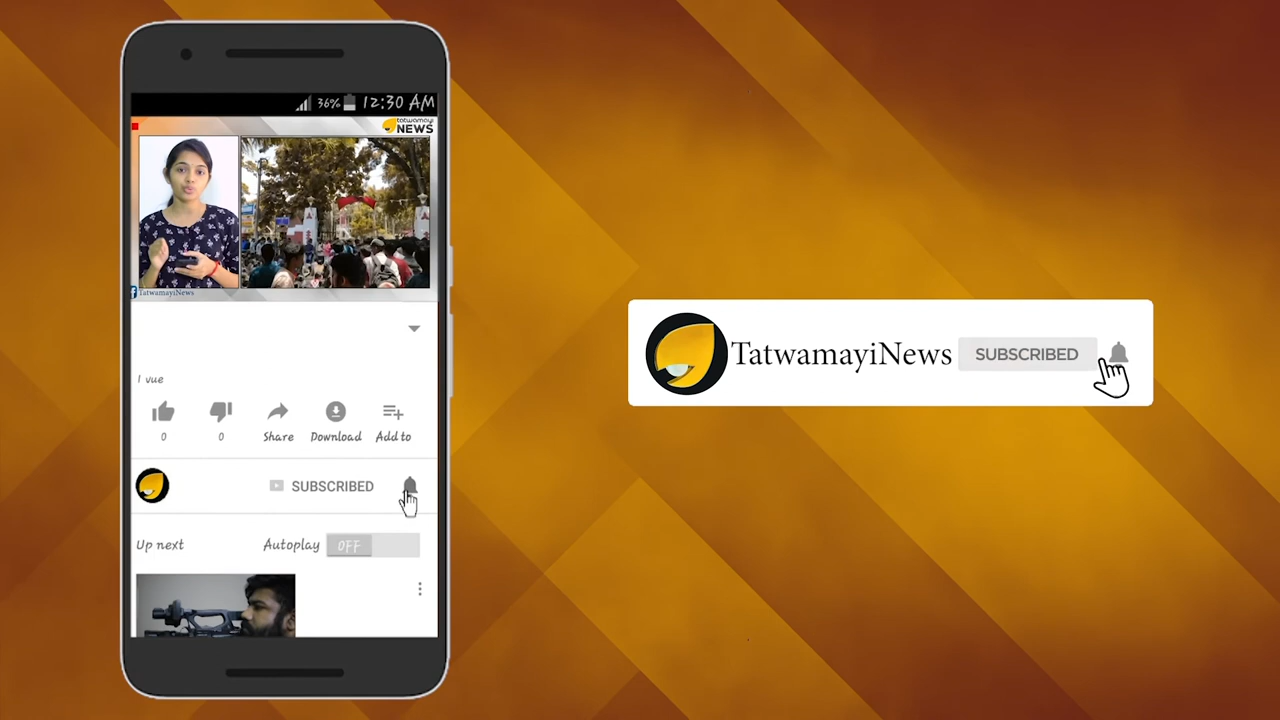 36% 12:30 AM
tatwamayi
NEWS
TatwamayiNews
1 vue
0 0 Share Download Add to
SUBSCRIBED
Up next Autoplay OFF
TatwamayiNews SUBSCRIBED